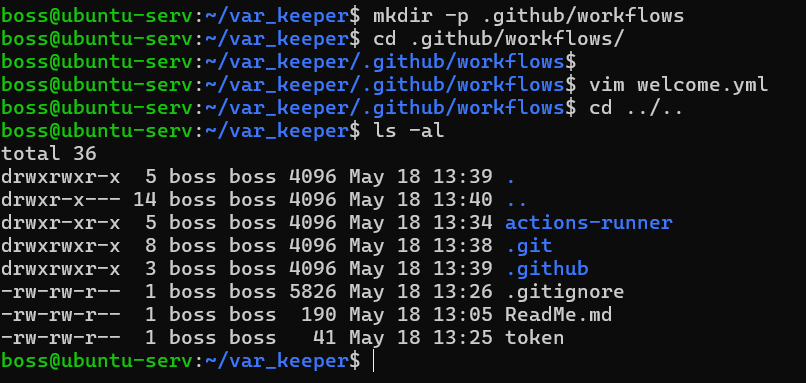 boss@ubuntu-serv:~/var_keeper$ mkdir -p .github/workflows
boss@ubuntu-serv:~/var_keeper$ cd .github/workflows/
boss@ubuntu-serv:~/var_keeper/.github/workflows$
boss@ubuntu-serv:~/var_keeper/.github/workflows$ vim welcome.yml
boss@ubuntu-serv:~/var_keeper/.github/workflows$ cd ../..
boss@ubuntu-serv:~/var_keeper$ ls -al
total 36
drwxrwxr-x  5 boss boss 4096 May 18 13:39 .
drwxr-x--- 14 boss boss 4096 May 18 13:40 ..
drwxr-xr-x  5 boss boss 4096 May 18 13:34 actions-runner
drwxrwxr-x  8 boss boss 4096 May 18 13:38 .git
drwxrwxr-x  3 boss boss 4096 May 18 13:39 .github
-rw-rw-r--  1 boss boss 5826 May 18 13:26 .gitignore
-rw-rw-r--  1 boss boss  190 May 18 13:05 ReadMe.md
-rw-rw-r--  1 boss boss   41 May 18 13:25 token
boss@ubuntu-serv:~/var_keeper$